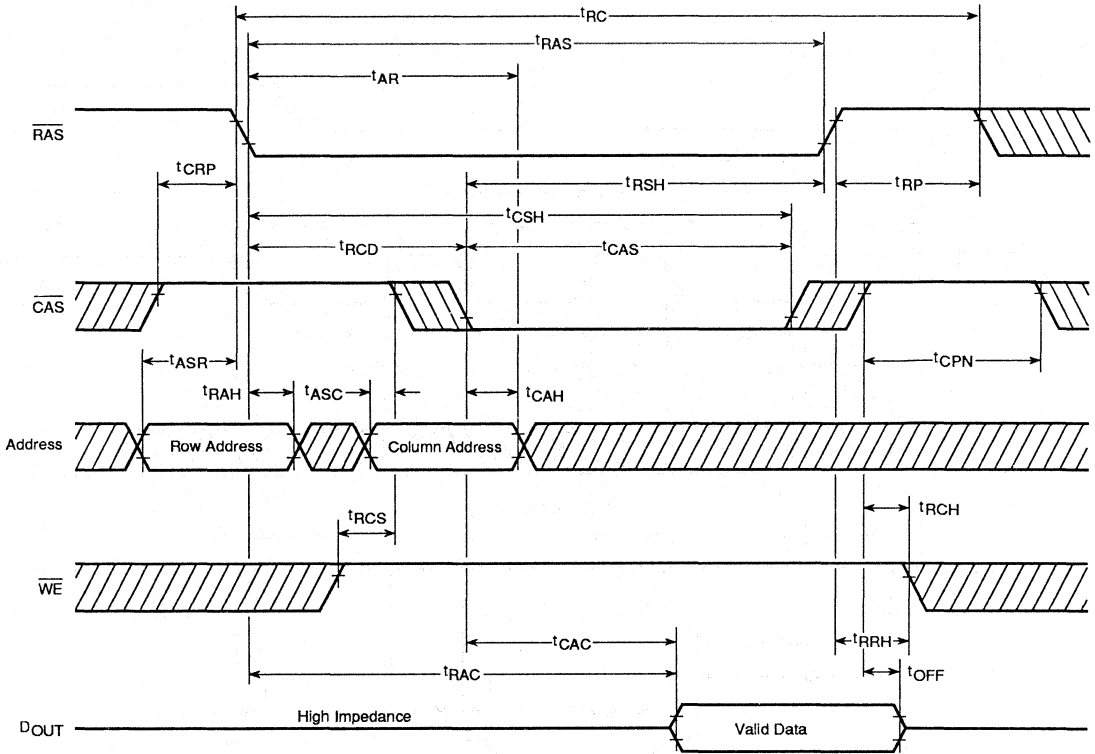 tRC
tRAS
tAR
RAS
tCRP
tRSH
tRP
tCSH
tRCD
tCAS
CAS
tASR
tCPN
tRAH
tASC
tCAH
Address
Row Address
Column Address
tRCS
tRCH
WE
tCAC
tRRH
tRAC
tOFF
High Impedance
DOUT
Valid Data